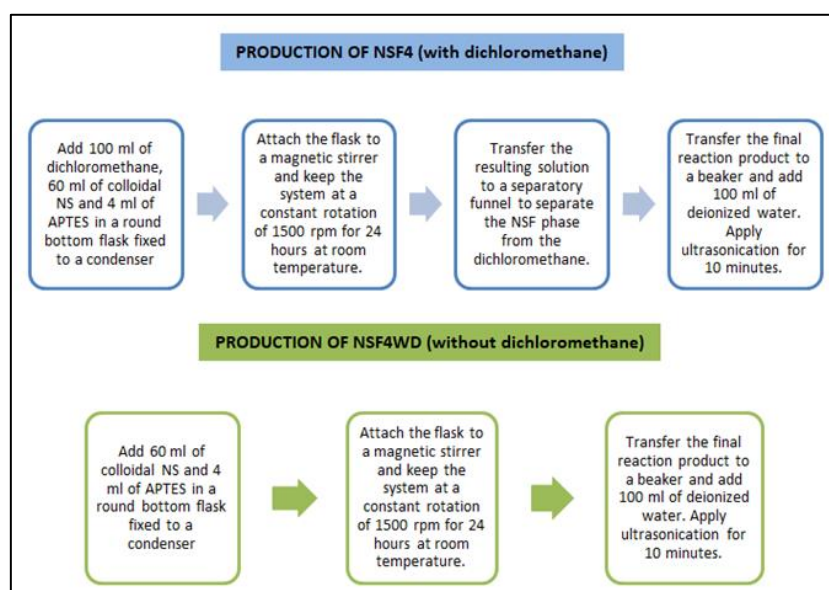 PRODUCTION OF NSF4 (with dichloromethane)
Add 100 ml of
dichloromethane,
60 ml of colloidal
NS and 4 ml of
APTES in a round
bottom flask fixed
to a condenser
Attach the flask to
a magnetic stirrer
and keep the
system at a
constant rotation
of 1500 rpm for 24
hours at room
temperature.
Transfer the
resulting solution
to a separatory
funnel to separate
the NSF phase
from the
dichloromethane.
Transfer the final
reaction product to
a beaker and add
100 ml of
deionized water.
Apply
ultrasonication for
10 minutes.
PRODUCTION OF NSF4WD (without dichloromethane)
Add 60 ml of
colloidal NS and 4
ml of APTES in a
round bottom flask
fixed to a
condenser
Attach the flask to
a magnetic stirrer
and keep the
system at a
constant rotation
of 1500 rpm for 24
hours at room
temperature.
Transfer the final
reaction product to
a beaker and add
100 ml of deionized
water. Apply
ultrasonication for
10 minutes.